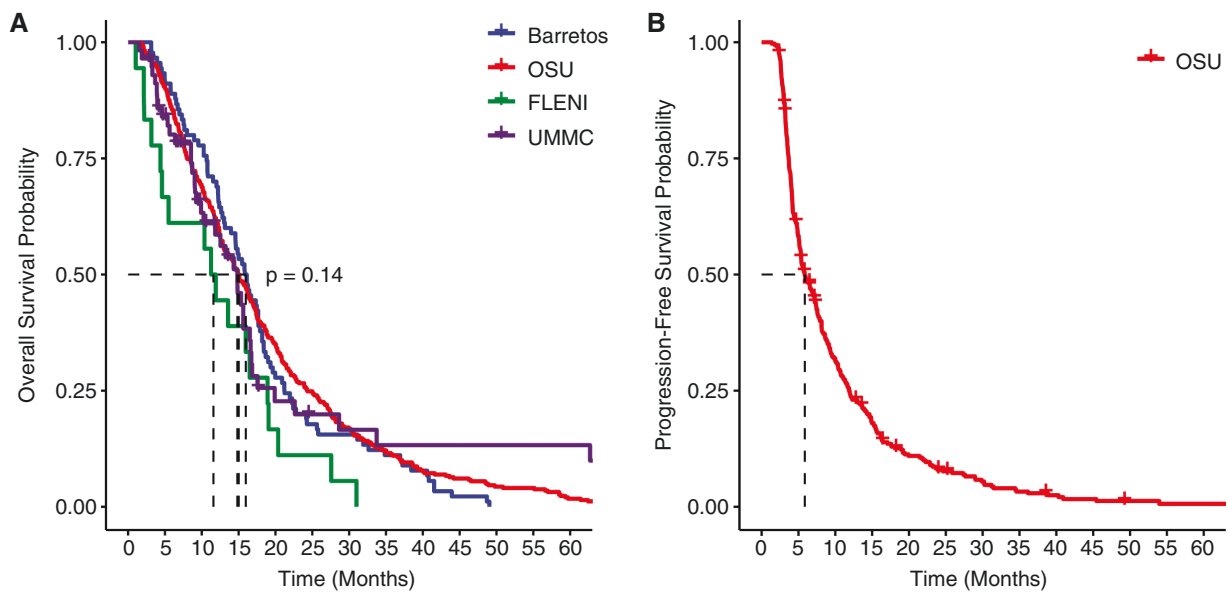 A
Overall Survival Probability
1.00
0.75
0.50
0.25
0.00
Barretos
OSU
FLENI
UMMC
p = 0.14
0 5 10 15 20 25 30 35 40 45 50 55 60
Time (Months)
B
Progression-Free Survival Probability
1.00
0.75
0.50
0.25
0.00
OSU
0 5 10 15 20 25 30 35 40 45 50 55 60
Time (Months)